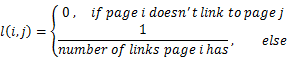 l(i,j) = { 0 , if page i doesn't link to page j
1
number of links page i has , else